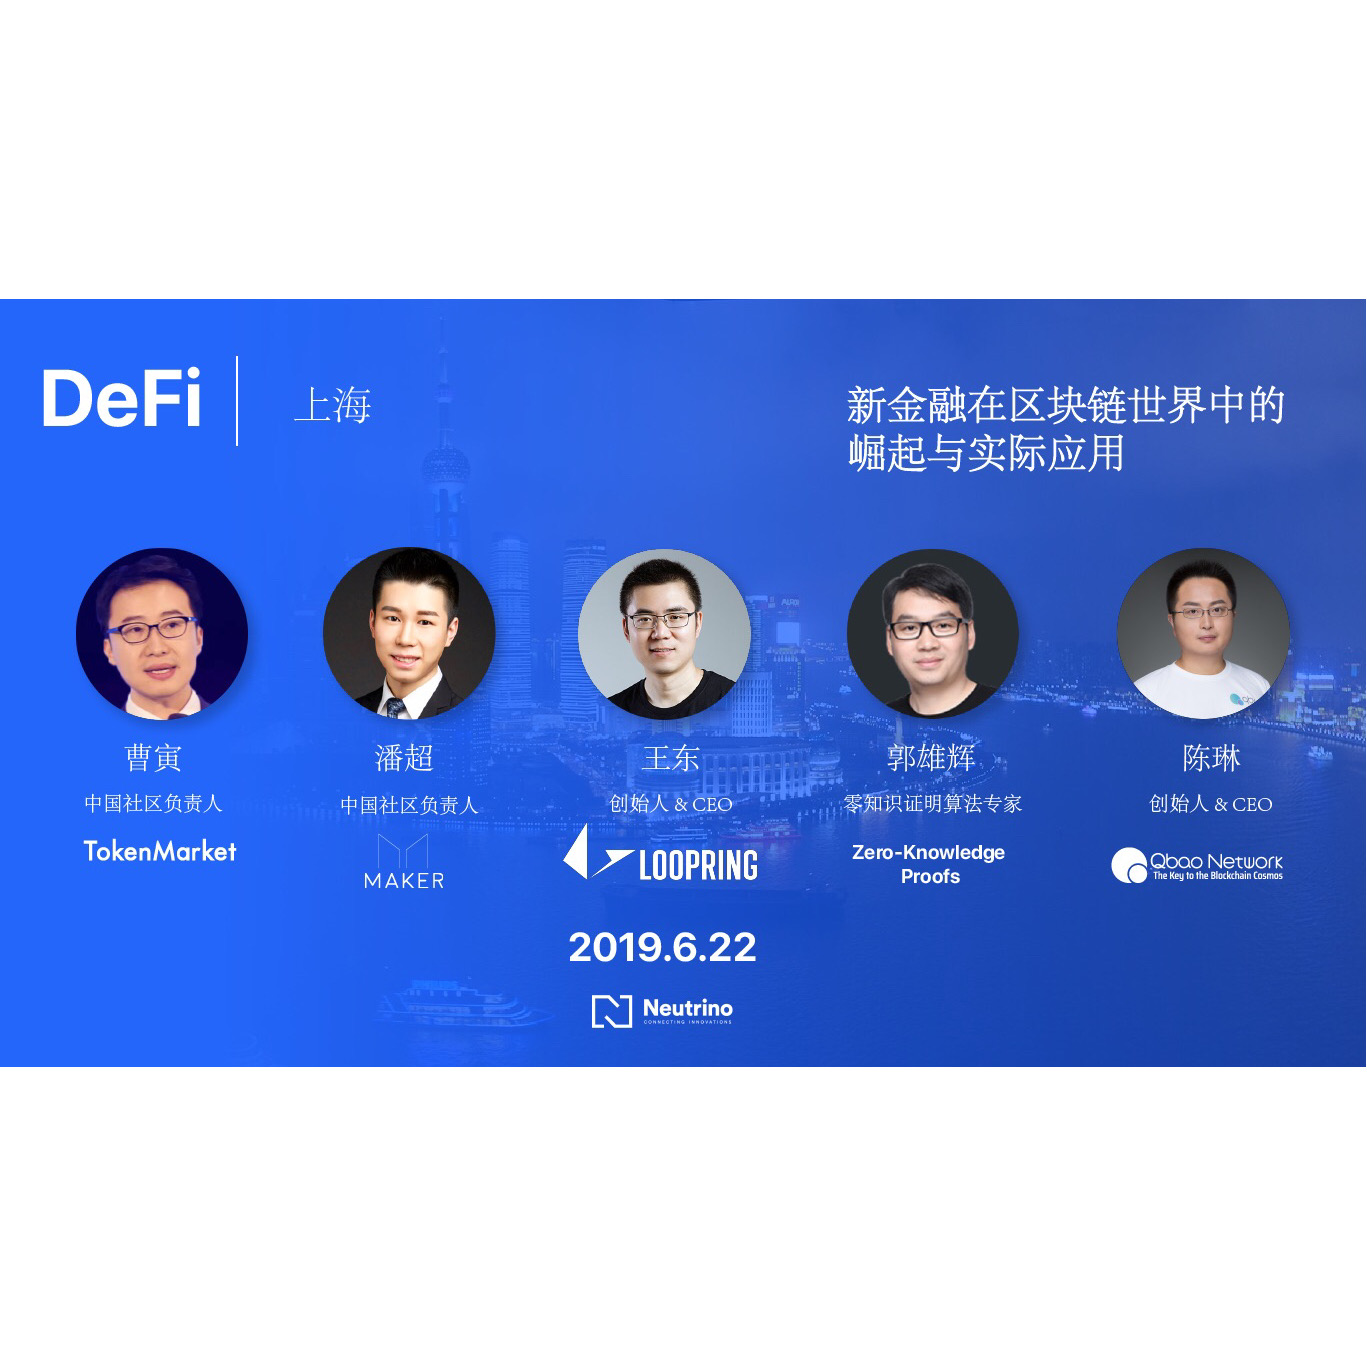 DeFi
上海
新金融在区块链世界中的
崛起与实际应用
曹寅
中国社区负责人
TokenMarket
潘超
中国社区负责人
MAKER
王东
创始人 & CEO
LOOPRING
郭雄辉
零知识证明算法专家
Zero-Knowledge
Proofs
陈琳
创始人 & CEO
Qbao Network
The Key to the Blockchain Cosmos
2019.6.22
Neutrino
CONNECTING INNOVATIONS